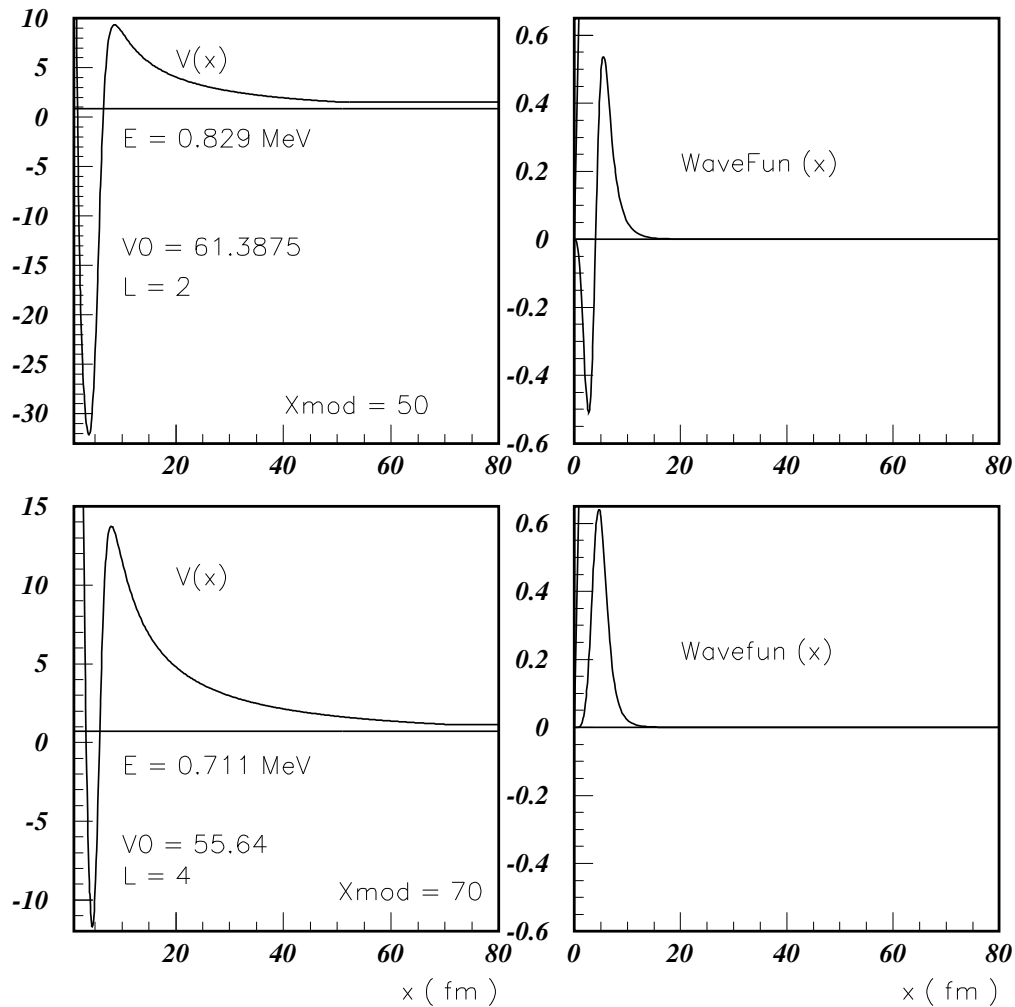 10
5
0
-5
-10
-15
-20
-25
-30
V(x)
E = 0.829 MeV
V0 = 61.3875
L = 2
Xmod = 50
20 40 60 80
0.6
0.4
0.2
0
-0.2
-0.4
-0.6
WaveFun (x)
0 20 40 60 80
15
10
5
0
-5
-10
V(x)
E = 0.711 MeV
V0 = 55.64
L = 4
Xmod = 70
20 40 60 80
x ( fm )
0.6
0.4
0.2
0
-0.2
-0.4
-0.6
Wavefun (x)
0 20 40 60 80
x ( fm )